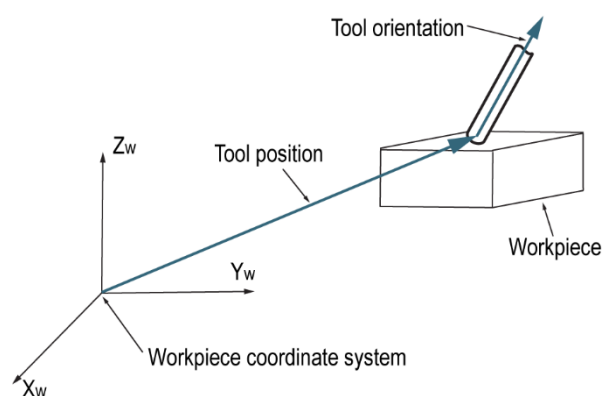 Tool orientation
Zw
Tool position
Workpiece
Yw
Workpiece coordinate system
Xw